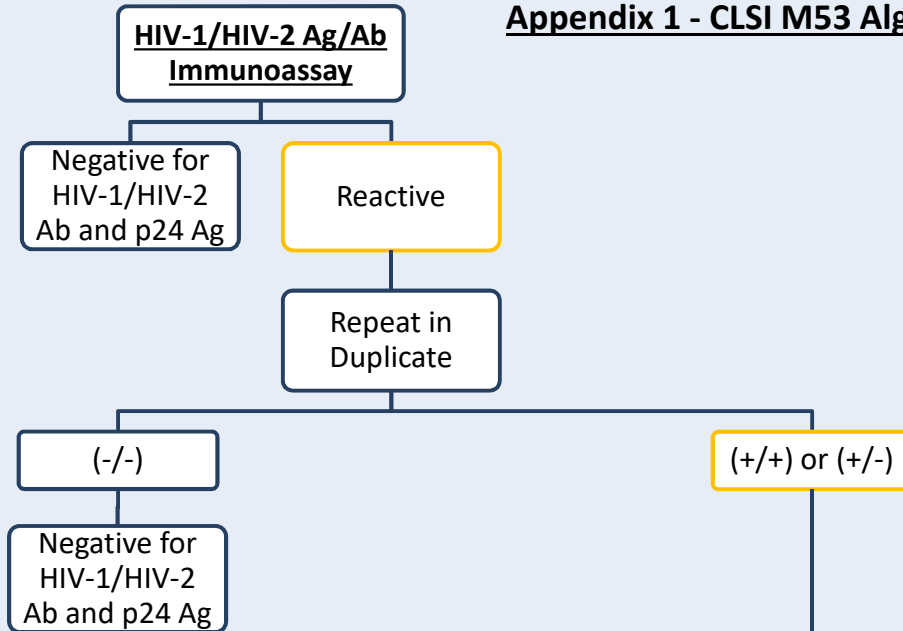 Appendix 1 - CLSI M53 Alg
HIV-1/HIV-2 Ag/Ab
Immunoassay
Negative for
HIV-1/HIV-2
Ab and p24 Ag
Reactive
Repeat in
Duplicate
(-/-)
(+/+) or (+/-)
Negative for
HIV-1/HIV-2
Ab and p24 Ag